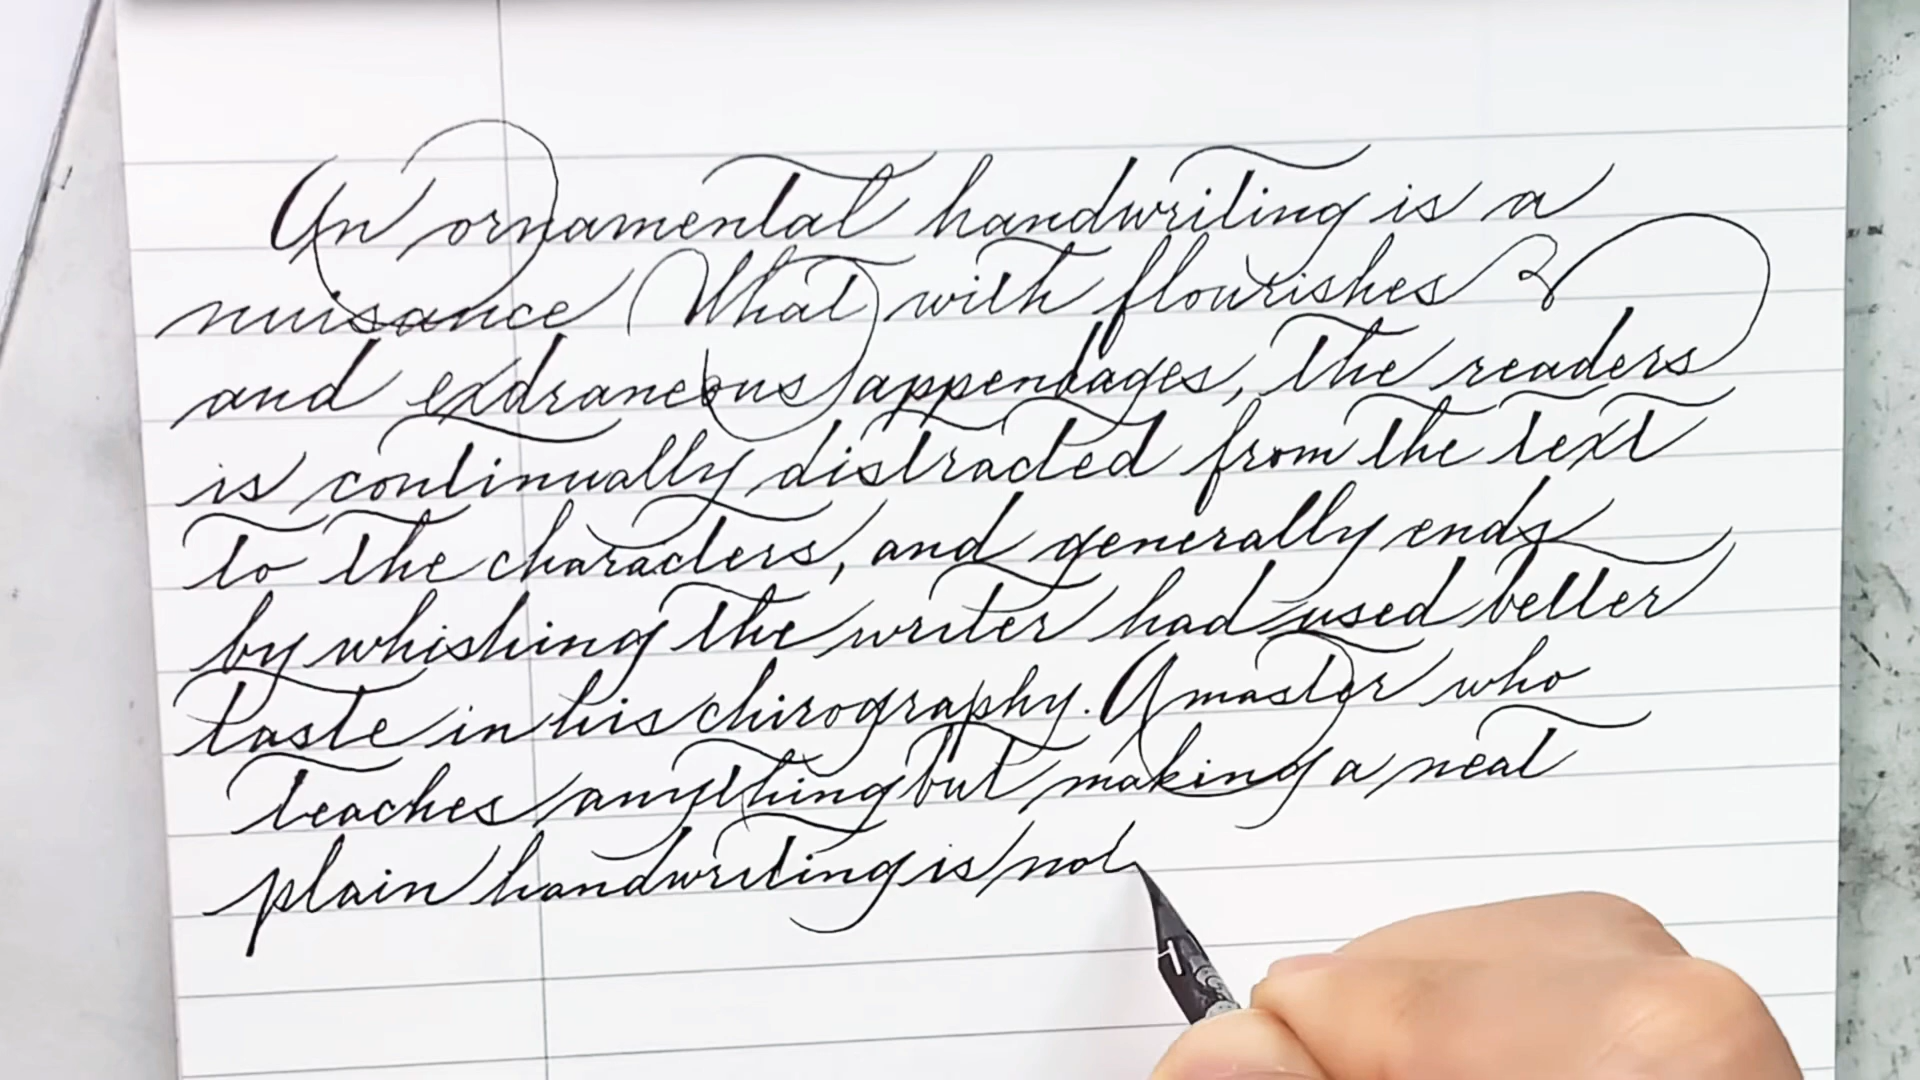 An ornamental handwriting is a
nuisance What with flourishes
and exdraneous appendages, the readers
is continually distracted from the text
to the characters, and generally ends
by whishing the writer had used better
taste in his chirography. A master who
teaches anything but making a neat
plain handwriting is not